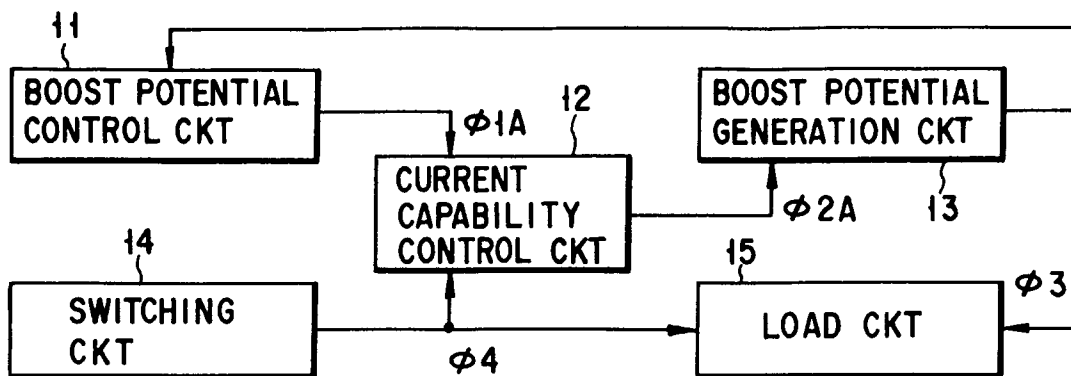 11
BOOST POTENTIAL
CONTROL CKT
ϕ1A
12
CURRENT
CAPABILITY
CONTROL CKT
BOOST POTENTIAL
GENERATION CKT
ϕ2A
13
14
SWITCHING
CKT
ϕ4
15
LOAD CKT
ϕ3